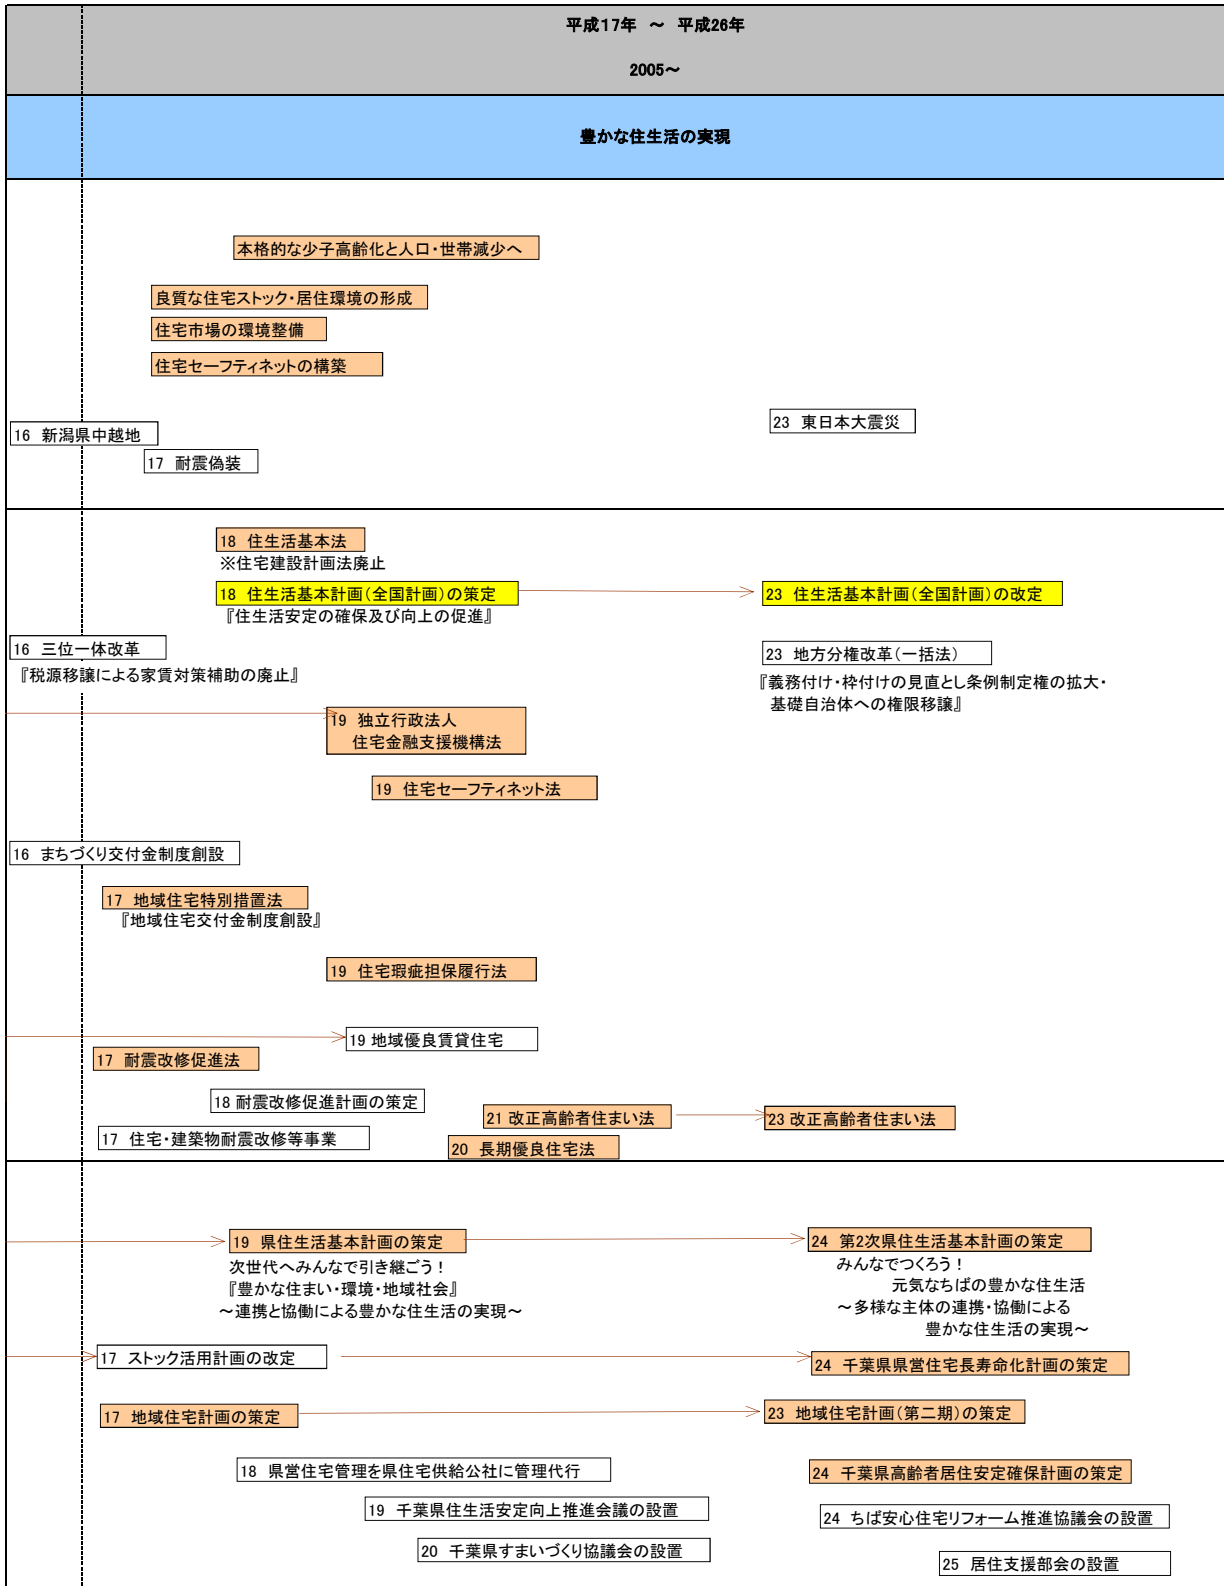 平成17年 ～ 平成26年
2005～
豊かな住生活の実現
本格的な少子高齢化と人口・世帯減少へ
良質な住宅ストック・居住環境の形成
住宅市場の環境整備
住宅セーフティネットの構築
23 東日本大震災
16 新潟県中越地
17 耐震偽装
18 住生活基本法
※住宅建設計画法廃止
18 住生活基本計画（全国計画）の策定
23 住生活基本計画（全国計画）の改定
『住生活安定の確保及び向上の促進』
16 三位一体改革
『税源移譲による家賃対策補助の廃止』
23 地方分権改革（一括法）
『義務付け・枠付けの見直とし条例制定権の拡大・
基礎自治体への権限移譲』
19 独立行政法人
住宅金融支援機構法
19 住宅セーフティネット法
16 まちづくり交付金制度創設
17 地域住宅特別措置法
『地域住宅交付金制度創設』
19 住宅瑕疵担保履行法
19 地域優良賃貸住宅
17 耐震改修促進法
18 耐震改修促進計画の策定
21 改正高齢者住まい法
23 改正高齢者住まい法
17 住宅・建築物耐震改修等事業
20 長期優良住宅法
19 県住生活基本計画の策定
次世代へみんなで引き継ごう！
『豊かな住まい・環境・地域社会』
～連携と協働による豊かな住生活の実現～
24 第2次県住生活基本計画の策定
みんなでつくろう！
元気なちばの豊かな住生活
～多様な主体の連携・協働による
豊かな住生活の実現～
17 ストック活用計画の改定
24 千葉県県営住宅長寿命化計画の策定
17 地域住宅計画の策定
23 地域住宅計画（第二期）の策定
18 県営住宅管理を県住宅供給公社に管理代行
24 千葉県高齢者居住安定確保計画の策定
19 千葉県住生活安定向上推進会議の設置
24 ちば安心住宅リフォーム推進協議会の設置
20 千葉県すまいづくり協議会の設置
25 居住支援部会の設置